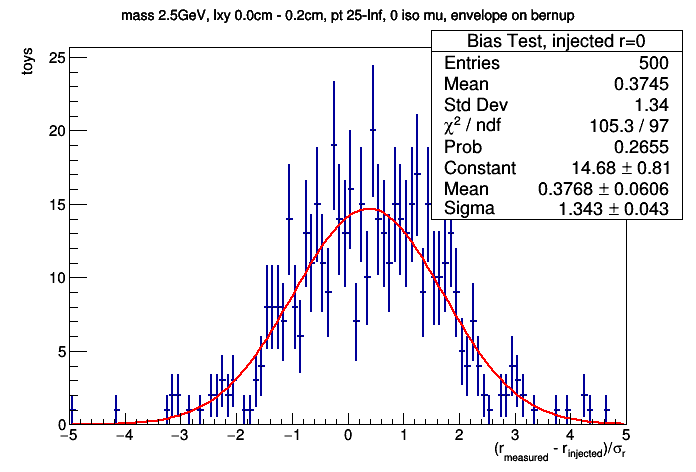 mass 2.5GeV, lxy 0.0cm - 0.2cm, pt 25-Inf, 0 iso mu, envelope on bernup
Bias Test, injected r=0
Entries 500
Mean 0.3745
Std Dev 1.34
χ² / ndf 105.3 / 97
Prob 0.2655
Constant 14.68 ± 0.81
Mean 0.3768 ± 0.0606
Sigma 1.343 ± 0.043
toys
25
20
15
10
5
0
−5 −4 −3 −2 −1 0 1 2 3 4 5
(r_measured - r_injected)/σ_r